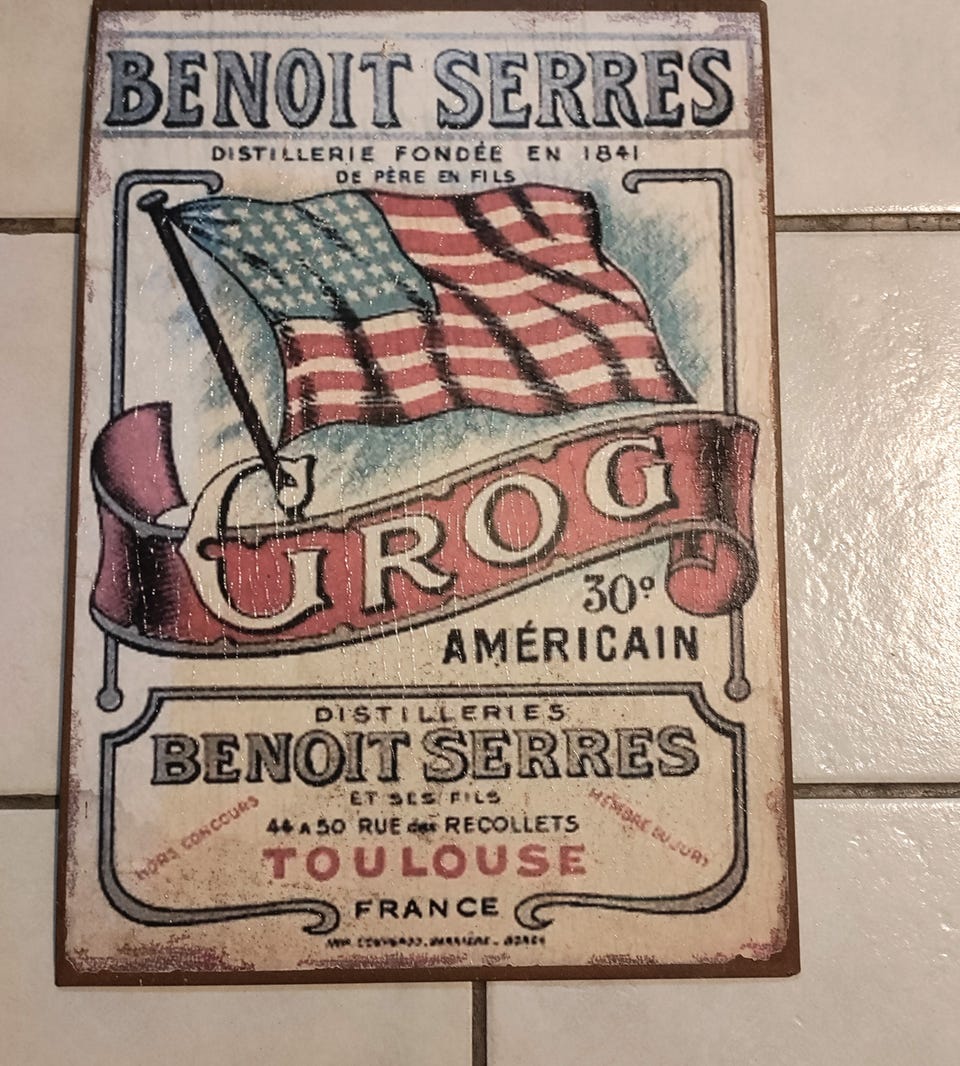 BENOIT SERRES
DISTILLERIE FONDÉE EN 1841
DE PÈRE EN FILS
GROG
30°
AMÉRICAIN
DISTILLERIES
BENOIT SERRES
ET SES FILS
44 A 50 RUE des RECOLLETS
HORS CONCOURS
MEMBRE DU JURY
TOULOUSE
FRANCE